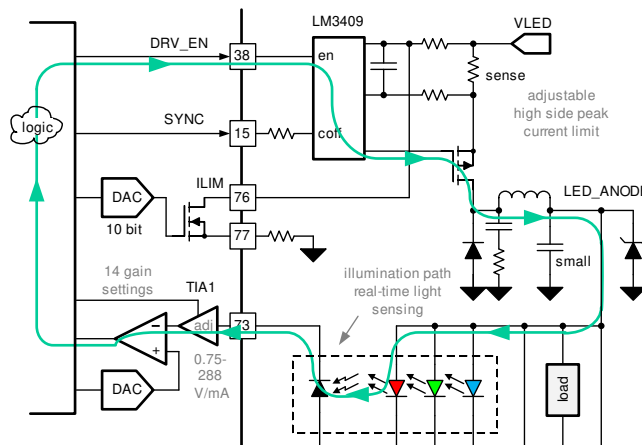 LM3409
DRV_EN
38
en
VLED
sense
adjustable
high side peak
current limit
logic
SYNC
15
coff
DAC
10 bit
ILIM
76
77
LED_ANODE
small
14 gain
settings
TIA1
adj
73
illumination path
real-time light
sensing
− 
+
0.75-
288
V/mA
DAC
load